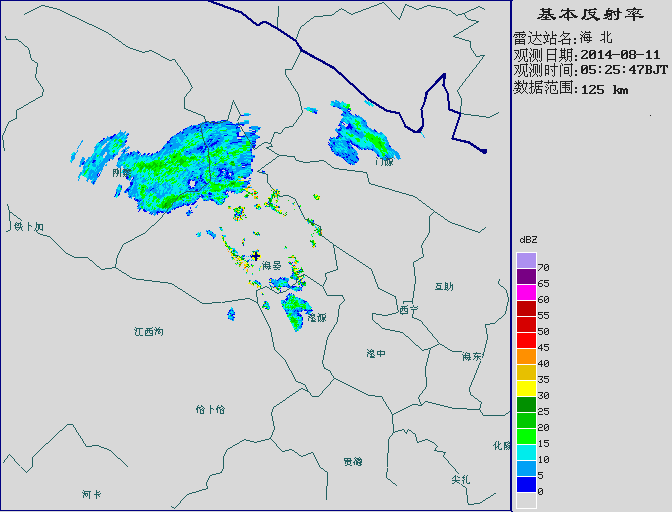 基本反射率
雷达站名:海 北
观测日期:2014-08-11
观测时间:05:25:47BJT
数据范围:125 km
dBZ
70
65
60
55
50
45
40
35
30
25
20
15
10
5
0
门源
铁卜加
海晏
互助
西宁
湟源
江西沟
湟中
海东
恰卜恰
化隆
贵德
尖扎
河卡